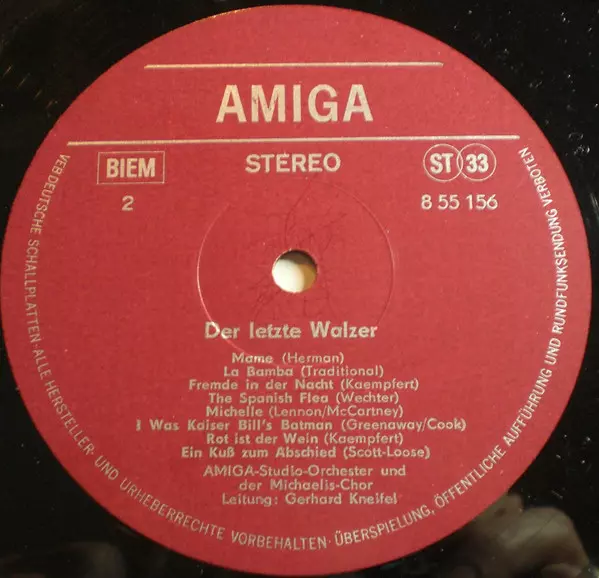 AMIGA
BIEM
STEREO
ST 33
2
8 55 156
Der letzte Walzer
Mame (Herman)
La Bamba (Traditional)
Fremde in der Nacht (Kaempfert)
The Spanish Flea (Wechter)
Michelle (Lennon/McCartney)
I Was Kaiser Bill's Batman (Greenaway/Cook)
Rot ist der Wein (Kaempfert)
Ein Kuß zum Abschied (Scott-Loose)
AMIGA-Studio-Orchester und
der Michaelis-Chor
Leitung: Gerhard Kneifel
VEB DEUTSCHE SCHALLPLATTEN · ALLE HERSTELLER- UND URHEBERRECHTE VORBEHALTEN · ÜBERSPIELUNG, ÖFFENTLICHE AUFFÜHRUNG UND RUNDFUNKSENDUNG VERBOTEN